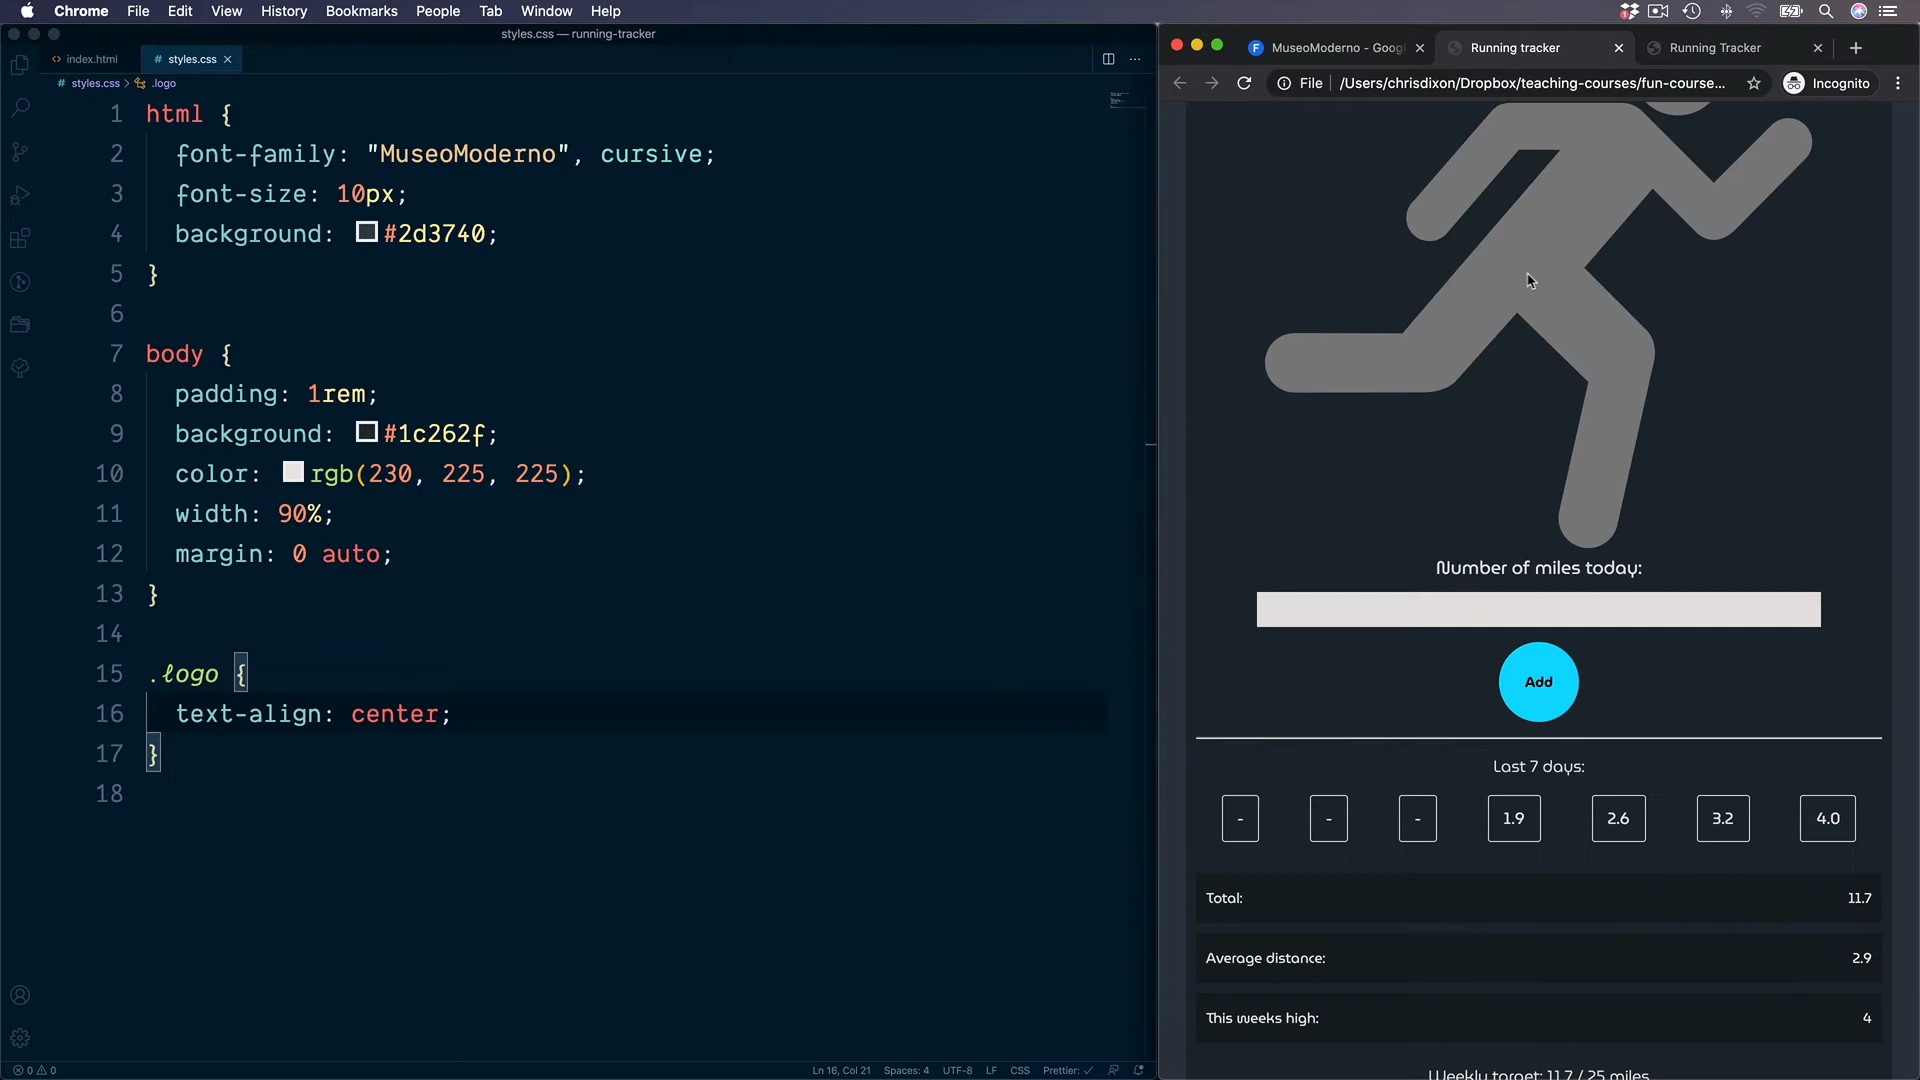 Chrome File Edit View History Bookmarks People Tab Window Help
styles.css — running-tracker
index.html
# styles.css
# styles.css > .logo
1 html {
2 font-family: "MuseoModerno", cursive;
3 font-size: 10px;
4 background: #2d3740;
5 }
6
7 body {
8 padding: 1rem;
9 background: #1c262f;
10 color: rgb(230, 225, 225);
11 width: 90%;
12 margin: 0 auto;
13 }
14
15 .logo {
16 text-align: center;
17 }
18
0 0
Ln 16, Col 21 Spaces: 4 UTF-8 LF CSS Prettier: ✓
MuseoModerno - Googl
Running tracker
Running Tracker
File | /Users/chrisdixon/Dropbox/teaching-courses/fun-course...
Incognito
Number of miles today:
Add
Last 7 days:
- - - 1.9 2.6 3.2 4.0
Total: 11.7
Average distance: 2.9
This weeks high: 4
Weekly target: 11.7 / 25 miles